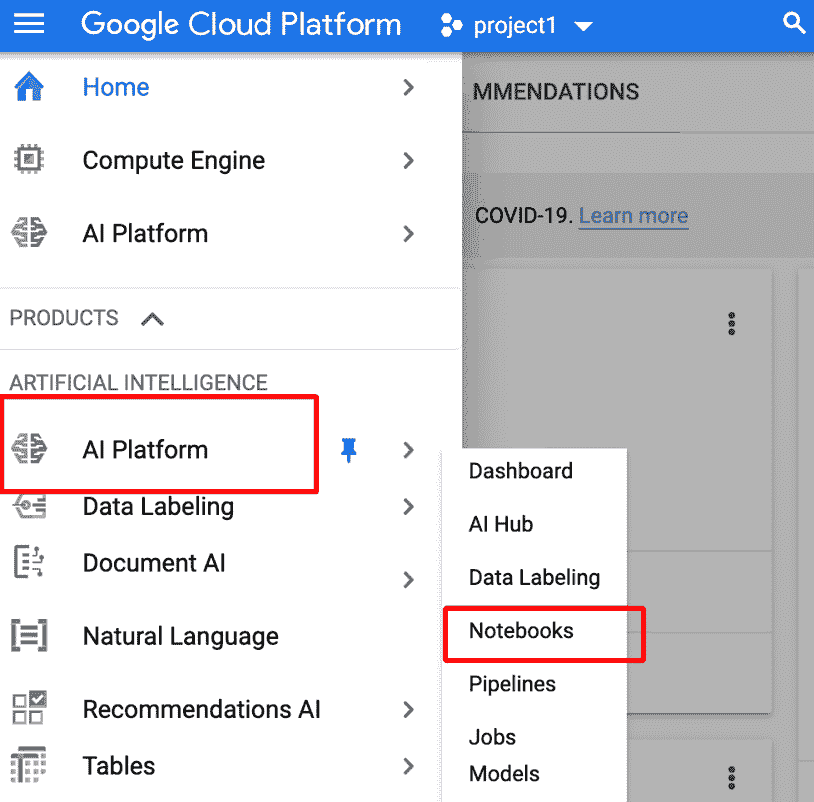 Google Cloud Platform
project1
Home
MMENDATIONS
Compute Engine
COVID-19. Learn more
AI Platform
PRODUCTS
ARTIFICIAL INTELLIGENCE
AI Platform
Data Labeling
Document AI
Natural Language
Recommendations AI
Tables
Dashboard
AI Hub
Data Labeling
Notebooks
Pipelines
Jobs
Models